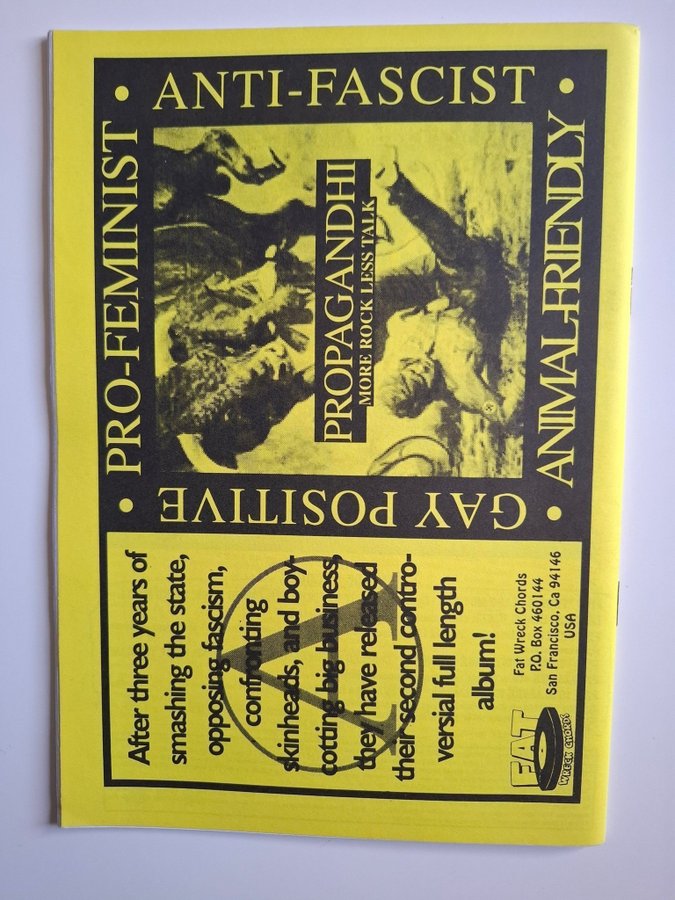 • ANTI-FASCIST •
PRO-FEMINIST
ANIMAL-FRIENDLY
PROPAGANDHI
MORE ROCK LESS TALK
• GAY POSITIVE •
After three years of
smashing the state,
opposing fascism,
confronting
skinheads, and boy-
cotting big business,
they have released
their second contro-
versial full length
album!
FAT
WRECK CHORDS
Fat Wreck Chords
P.O. Box 460144
San Francisco, Ca 94146
USA